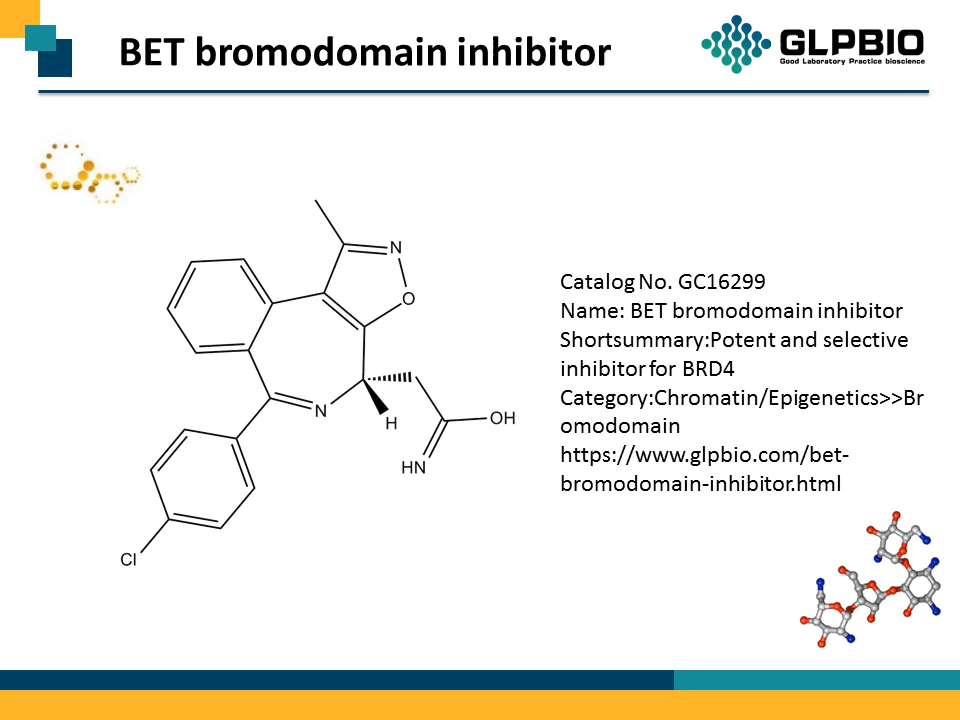 BET bromodomain inhibitor
GLPBIO
Good Laboratory Practice bioscience
N
O
N
H
OH
HN
Cl
Catalog No. GC16299
Name: BET bromodomain inhibitor
Shortsummary:Potent and selective
inhibitor for BRD4
Category:Chromatin/Epigenetics>>Br
omodomain
https://www.glpbio.com/bet-
bromodomain-inhibitor.html